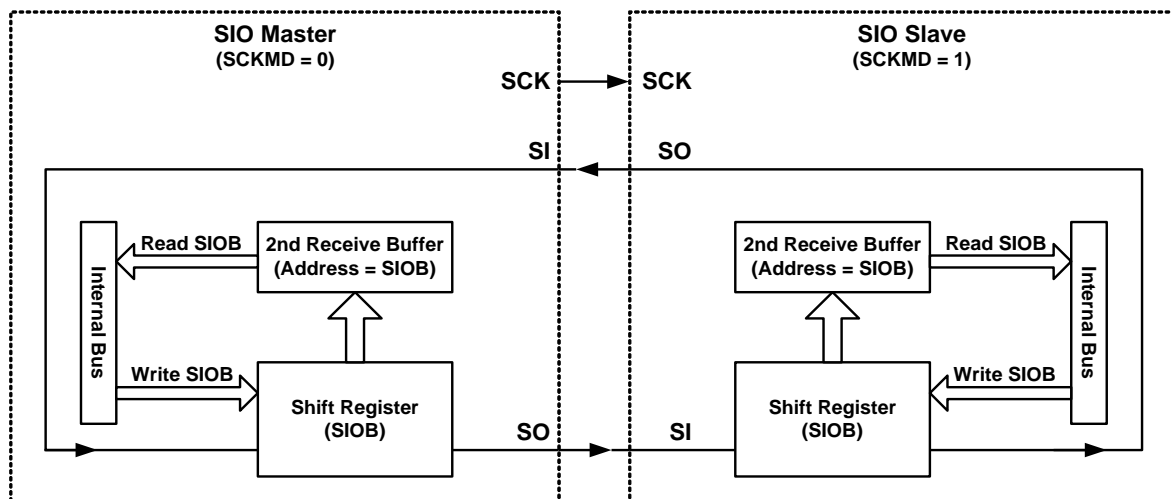 SIO Master
(SCKMD = 0)
SIO Slave
(SCKMD = 1)
SCK
SCK
SI
SO
Read SIOB
2nd Receive Buffer
(Address = SIOB)
2nd Receive Buffer
(Address = SIOB)
Read SIOB
Internal Bus
Internal Bus
Write SIOB
Shift Register
(SIOB)
Shift Register
(SIOB)
Write SIOB
SO
SI